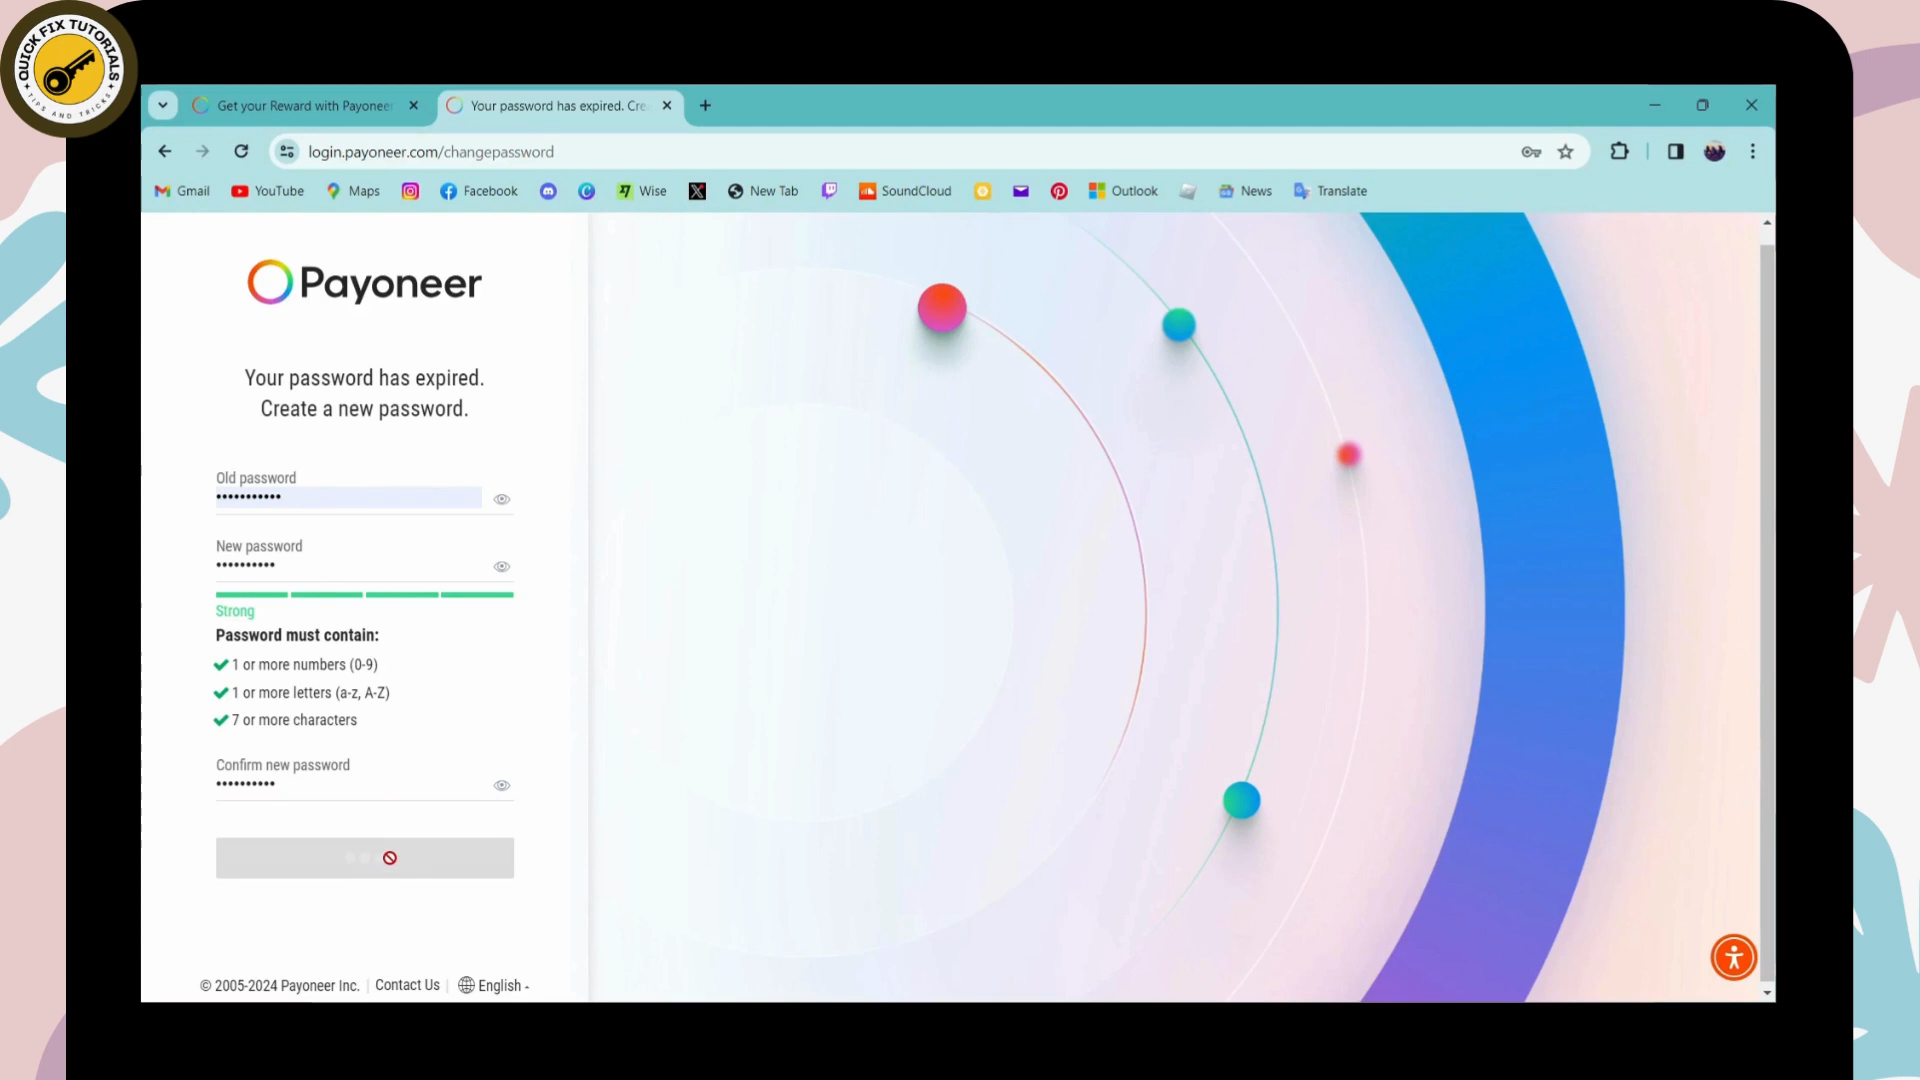 QUICK FIX TUTORIALS
TIPS AND TRICKS
Get your Reward with Payoneer
Your password has expired. Cre
login.payoneer.com/changepassword
Gmail
YouTube
Maps
Facebook
Wise
New Tab
SoundCloud
Outlook
News
Translate
Payoneer
Your password has expired.
Create a new password.
Old password
•••••••••••
New password
••••••••••
Strong
Password must contain:
1 or more numbers (0-9)
1 or more letters (a-z, A-Z)
7 or more characters
Confirm new password
••••••••••
© 2005-2024 Payoneer Inc. | Contact Us | English